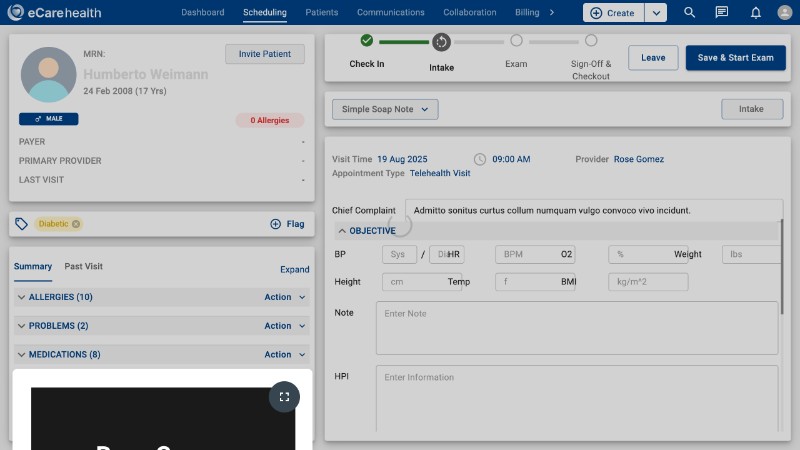 eCarehealth
Dashboard
Scheduling
Patients
Communications
Collaboration
Billing
Create
MRN:
Humberto Weimann
24 Feb 2008 (17 Yrs)
Invite Patient
MALE
0 Allergies
PAYER -
PRIMARY PROVIDER -
LAST VISIT -
Diabetic
Flag
Summary
Past Visit
Expand
ALLERGIES (10) Action
PROBLEMS (2) Action
MEDICATIONS (8) Action
Check In
Intake
Exam
Sign-Off &
Checkout
Leave
Save & Start Exam
Simple Soap Note
Intake
Visit Time 19 Aug 2025 09:00 AM Provider Rose Gomez
Appointment Type Telehealth Visit
Chief Complaint Admitto sonitus curtus collum numquam vulgo convoco vivo incidunt.
OBJECTIVE
BP Sys / Dia HR BPM O2 % Weight lbs
Height cm Temp f BMI kg/m^2
Note Enter Note
HPI Enter Information